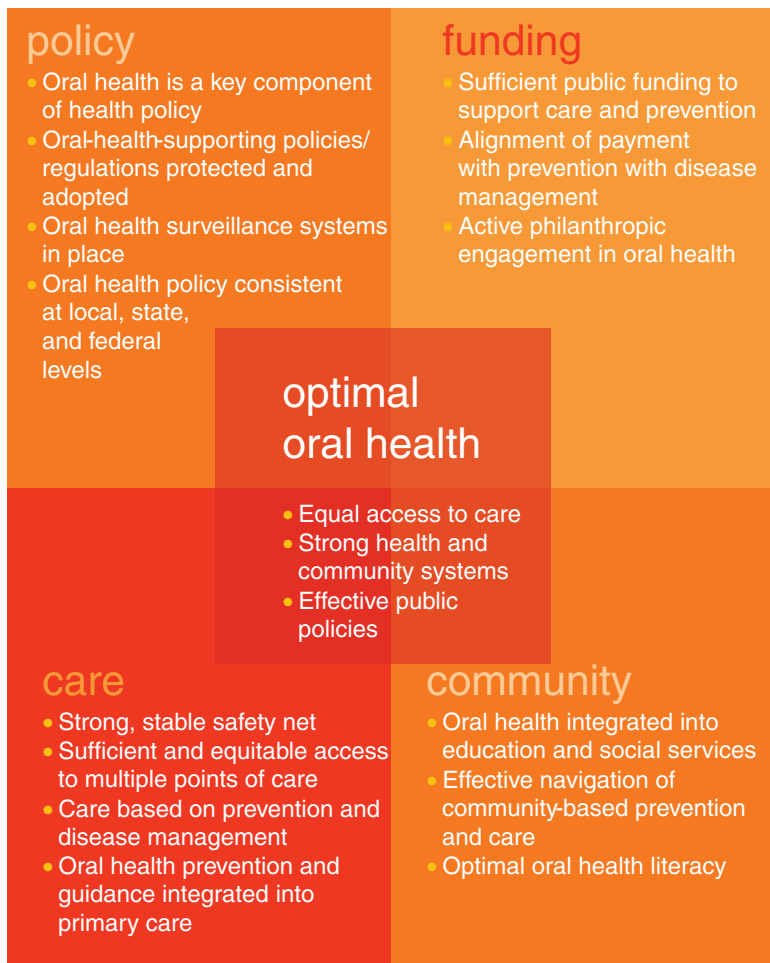 policy
• Oral health is a key component
of health policy
• Oral-health-supporting policies/
regulations protected and
adopted
• Oral health surveillance systems
in place
• Oral health policy consistent
at local, state,
and federal
levels
funding
• Sufficient public funding to
support care and prevention
• Alignment of payment
with prevention with disease
management
• Active philanthropic
engagement in oral health
optimal
oral health
• Equal access to care
• Strong health and
community systems
• Effective public
policies
care
• Strong, stable safety net
• Sufficient and equitable access
to multiple points of care
• Care based on prevention and
disease management
• Oral health prevention and
guidance integrated into
primary care
community
• Oral health integrated into
education and social services
• Effective navigation of
community-based prevention
and care
• Optimal oral health literacy